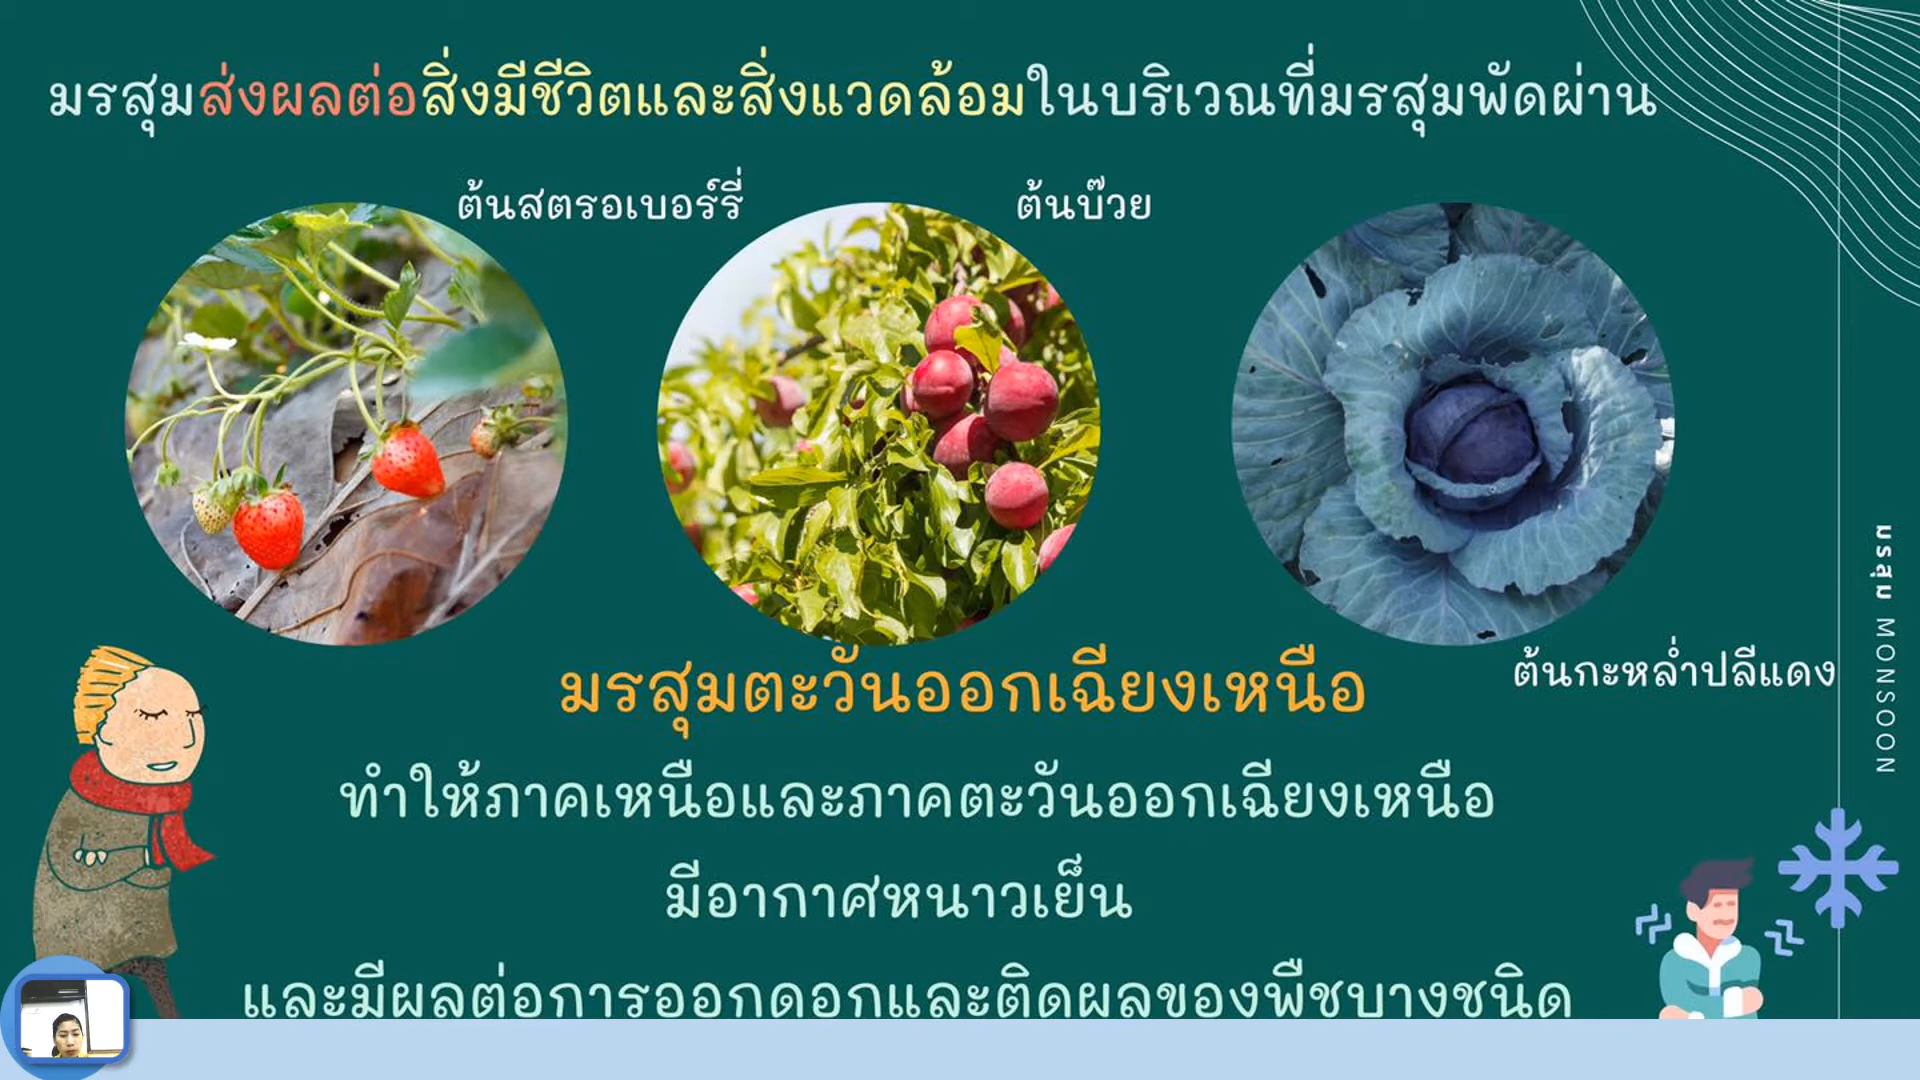 มรสุมส่งผลต่อสิ่งมีชีวิตและสิ่งแวดล้อมในบริเวณที่มรสุมพัดผ่าน
ต้นสตรอเบอร์รี่
ต้นบ๊วย
ต้นกะหล่ำปลีแดง
มรสุมตะวันออกเฉียงเหนือ
ทำให้ภาคเหนือและภาคตะวันออกเฉียงเหนือ
มีอากาศหนาวเย็น
และมีผลต่อการออกดอกและติดผลของพืชบางชนิด
มรสุม MONSOON